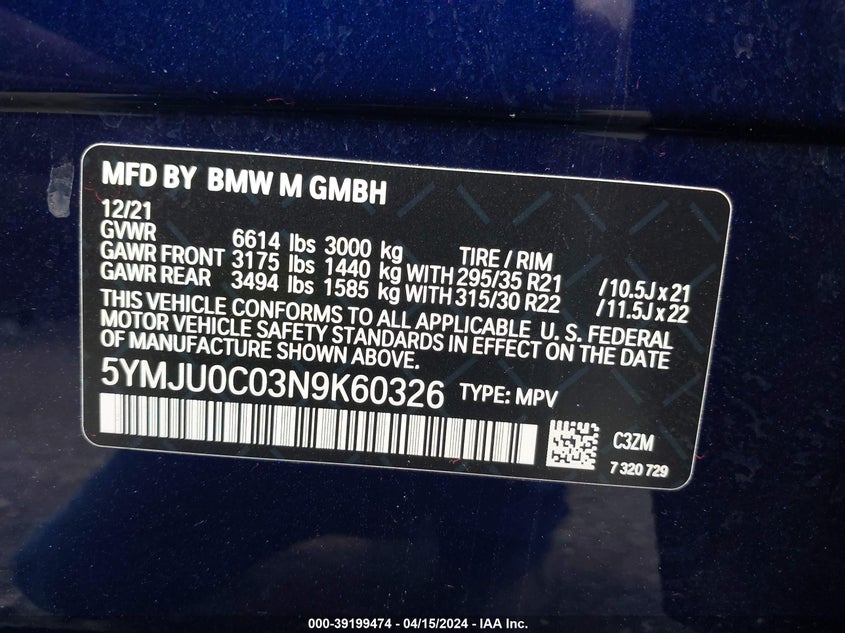 MFD BY BMW M GMBH
12/21
GVWR 6614 lbs 3000 kg TIRE / RIM
GAWR FRONT 3175 lbs 1440 kg WITH 295/35 R21 /10.5J x 21
GAWR REAR 3494 lbs 1585 kg WITH 315/30 R22 /11.5J x 22
THIS VEHICLE CONFORMS TO ALL APPLICABLE U. S. FEDERAL
MOTOR VEHICLE SAFETY STANDARDS IN EFFECT ON THE DATE
OF MANUFACTURE SHOWN ABOVE.
5YMJU0C03N9K60326 TYPE: MPV
C3ZM
7 320 729
000-39199474 - 04/15/2024 - IAA Inc.